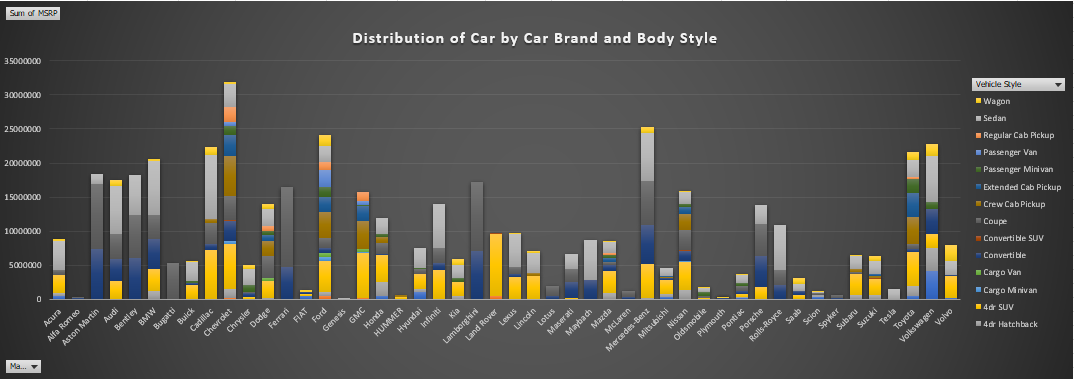 Sum of MSRP
Distribution of Car by Car Brand and Body Style
35000000
30000000
25000000
20000000
15000000
10000000
5000000
0
Acura
Alfa Romeo
Aston Martin
Audi
Bentley
BMW
Bugatti
Buick
Cadillac
Chevrolet
Chrysler
Dodge
Ferrari
FIAT
Ford
Genesis
GMC
Honda
HUMMER
Hyundai
Infiniti
Kia
Lamborghini
Land Rover
Lexus
Lincoln
Lotus
Maserati
Maybach
Mazda
McLaren
Mercedes-Benz
Mitsubishi
Nissan
Oldsmobile
Plymouth
Pontiac
Porsche
Rolls-Royce
Saab
Scion
Spyker
Subaru
Suzuki
Tesla
Toyota
Volkswagen
Volvo
Vehicle Style
Wagon
Sedan
Regular Cab Pickup
Passenger Van
Passenger Minivan
Extended Cab Pickup
Crew Cab Pickup
Coupe
Convertible SUV
Convertible
Cargo Van
Cargo Minivan
4dr SUV
4dr Hatchback
Ma...